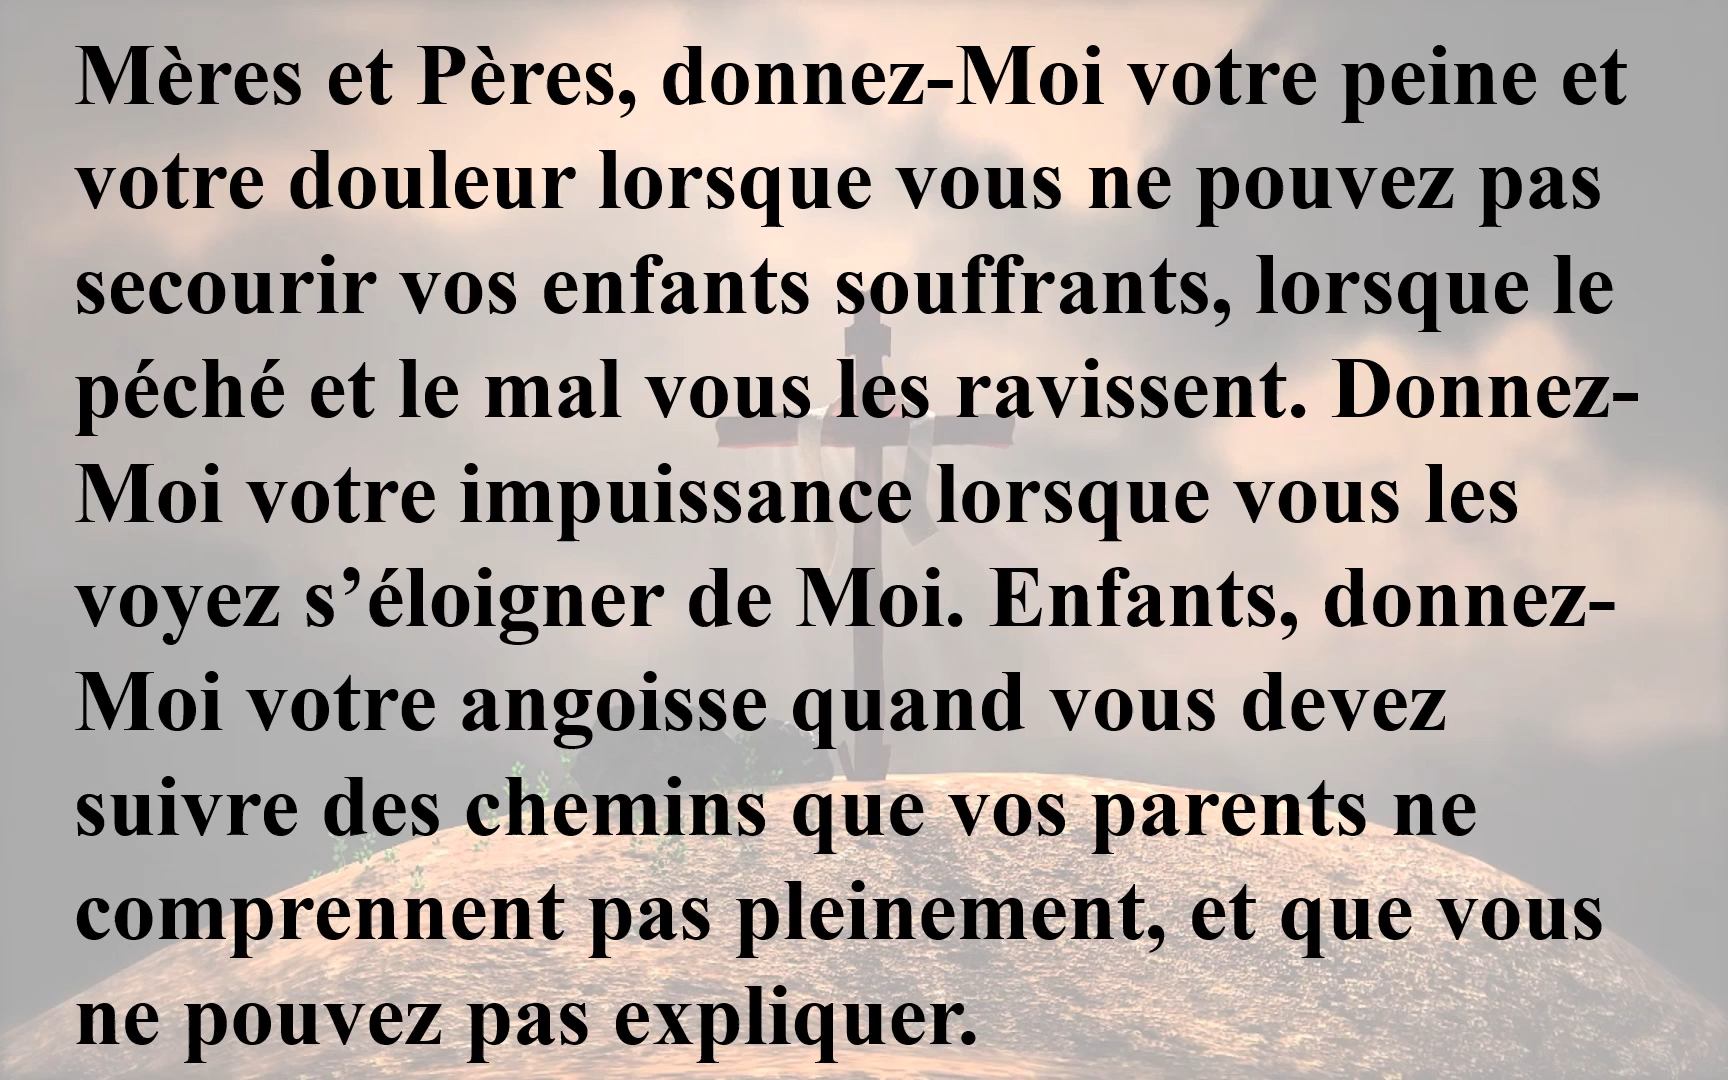 Mères et Pères, donnez-Moi votre peine et
votre douleur lorsque vous ne pouvez pas
secourir vos enfants souffrants, lorsque le
péché et le mal vous les ravissent. Donnez-
Moi votre impuissance lorsque vous les
voyez s’éloigner de Moi. Enfants, donnez-
Moi votre angoisse quand vous devez
suivre des chemins que vos parents ne
comprennent pas pleinement, et que vous
ne pouvez pas expliquer.